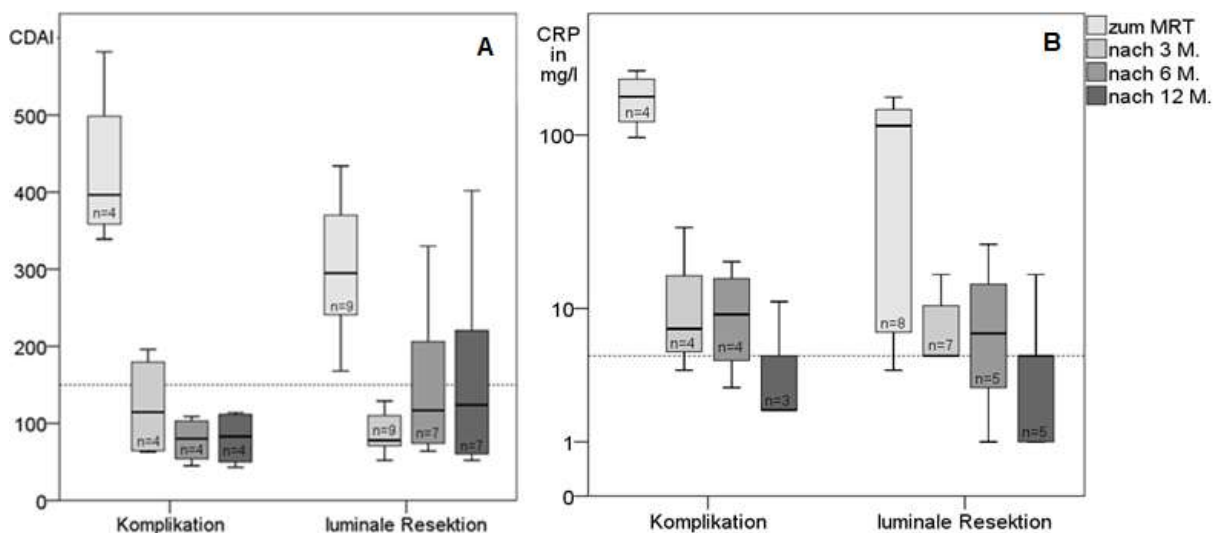 CDAI
A
500
400
300
200
100
0
n=4
n=4
n=4
n=4
n=9
n=9
n=7
n=7
Komplikation
luminale Resektion
CRP
in
mg/l
B
100
10
1
0
n=4
n=4
n=4
n=3
n=8
n=7
n=5
n=5
Komplikation
luminale Resektion
zum MRT
nach 3 M.
nach 6 M.
nach 12 M.